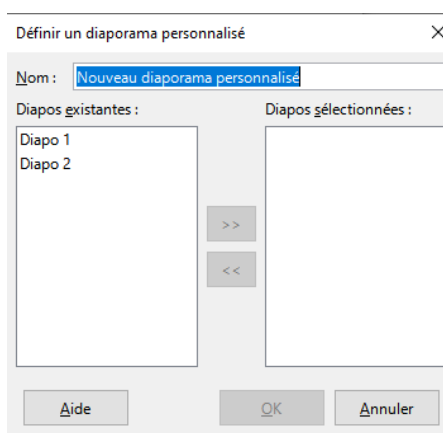 Définir un diaporama personnalisé
Nom : Nouveau diaporama personnalisé
Diapos existantes :
Diapos sélectionnées :
Diapo 1
Diapo 2
>>
<<
Aide
OK
Annuler